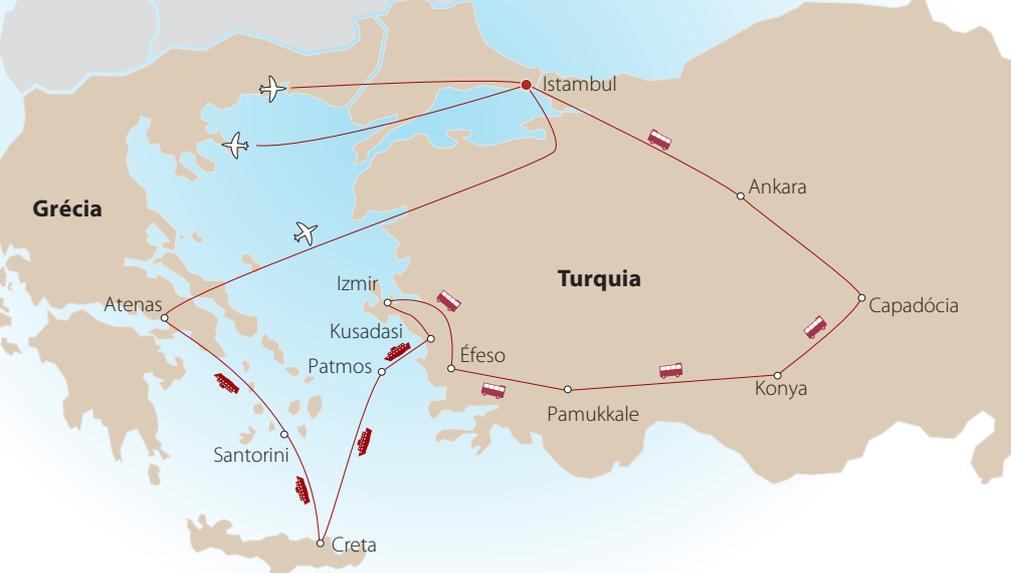 Istambul
Ankara
Grécia
Turquia
Izmir
Atenas
Capadócia
Kusadasi
Éfeso
Patmos
Konya
Pamukkale
Santorini
Creta